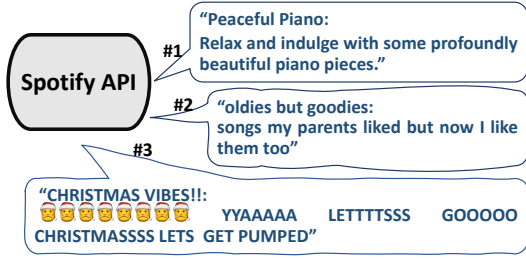 Spotify API
#1
“Peaceful Piano:
Relax and indulge with some profoundly
beautiful piano pieces.”
#2
“oldies but goodies:
songs my parents liked but now I like
them too”
#3
“CHRISTMAS VIBES!!:
🎅🎅🎅🎅🎅🎅🎅🎅 YYAAAAA LETTTTSSS GOOOOO
CHRISTMASSSS LETS GET PUMPED”